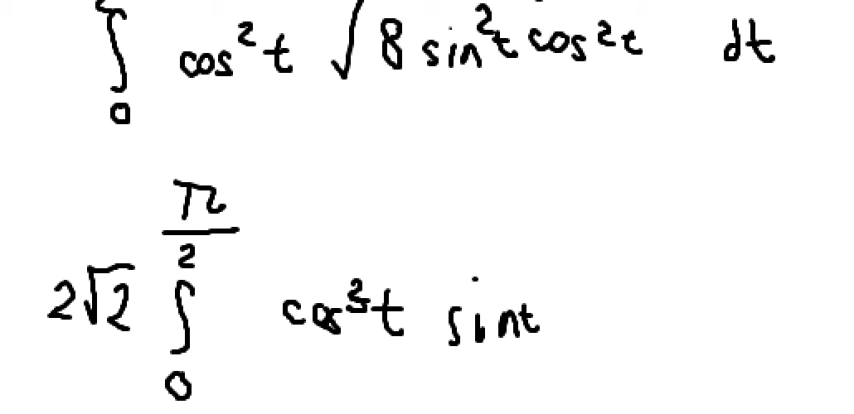 ∫₀ cos²t √8 sin²t cos²t dt
2√2 ∫₀^(π/2) cos³t sint